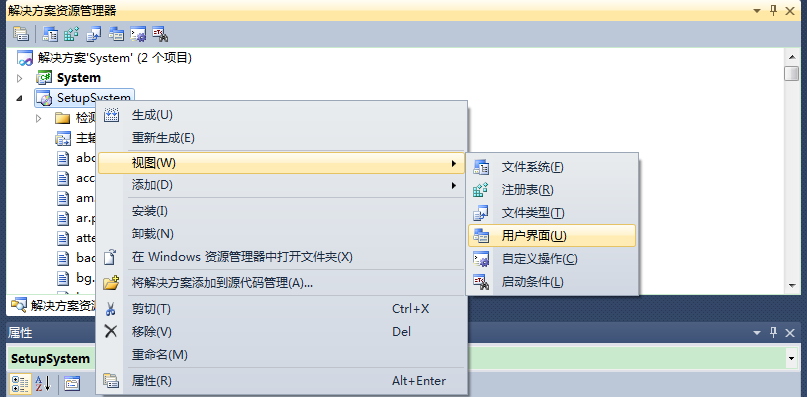 解决方案资源管理器
解决方案'System' (2 个项目)
System
SetupSystem
检测
主输
abc
acc
ama
ar.p
atte
bac
bg.
生成(U)
重新生成(E)
视图(W)
添加(D)
安装(I)
卸载(N)
在 Windows 资源管理器中打开文件夹(X)
将解决方案添加到源代码管理(A)...
剪切(T) Ctrl+X
移除(V) Del
重命名(M)
属性(R) Alt+Enter
文件系统(F)
注册表(R)
文件类型(T)
用户界面(U)
自定义操作(C)
启动条件(L)
解决方案资源
属性
SetupSystem